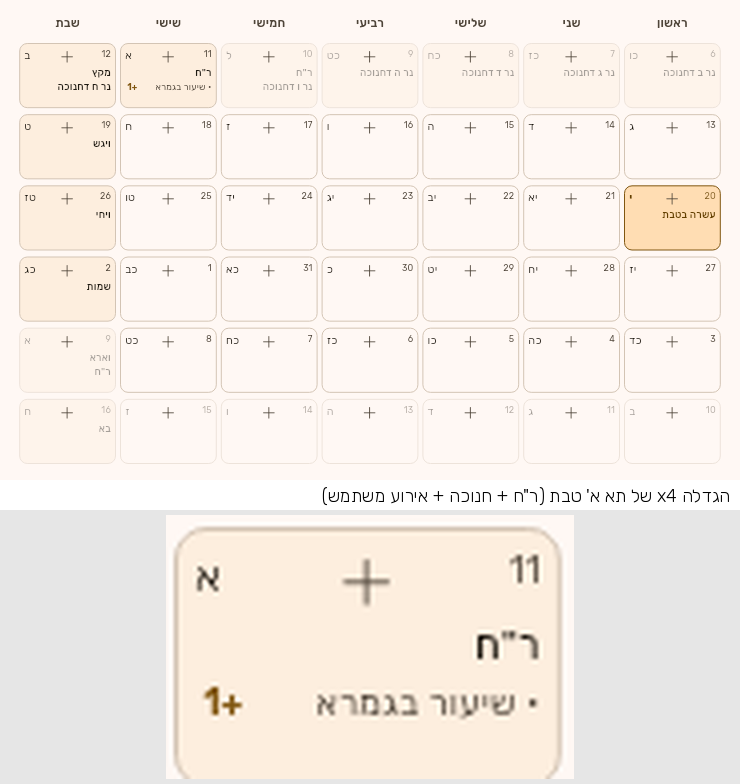 ראשון שני שלישי רביעי חמישי שישי שבת
6 כו 7 כז 8 כח 9 כט 10 ל 11 א 12 ב
נר ב דחנוכה נר ג דחנוכה נר ד דחנוכה נר ה דחנוכה ר"ח ר"ח מקץ
נר ו דחנוכה • שיעור בגמרא +1 נר ח דחנוכה
13 ג 14 ד 15 ה 16 ו 17 ז 18 ח 19 ט
ויגש
20 י 21 יא 22 יב 23 יג 24 יד 25 טו 26 טז
עשרה בטבת ויחי
27 יז 28 יח 29 יט 30 כ 31 כא 1 כב 2 כג
שמות
3 כד 4 כה 5 כו 6 כז 7 כח 8 כט 9 א
וארא
ר"ח
10 ב 11 ג 12 ד 13 ה 14 ו 15 ז 16 ח
בא
הגדלה x4 של תא א' טבת (ר"ח + חנוכה + אירוע משתמש)
11 א
ר"ח
• שיעור בגמרא +1